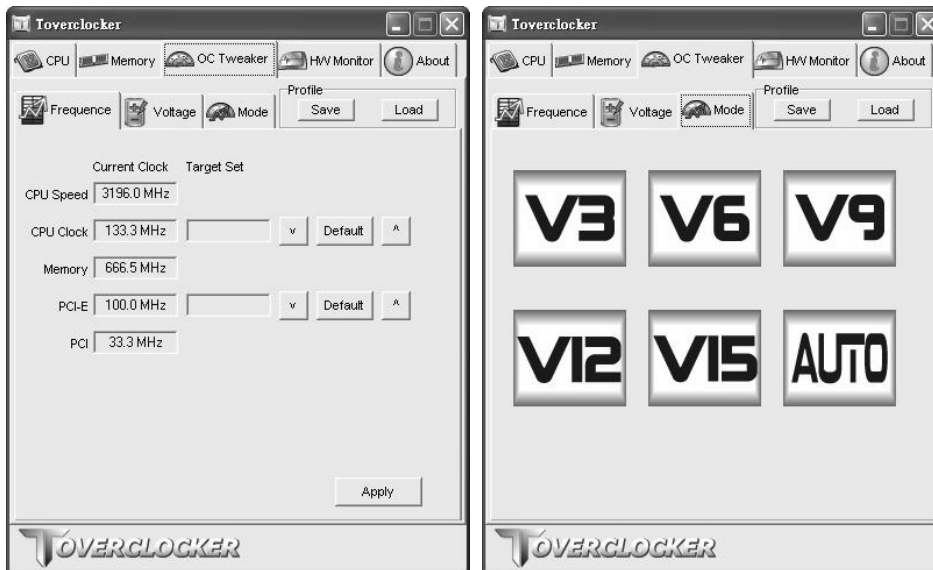 Toverclocker
CPU Memory OC Tweaker HW Monitor About
Frequence Voltage Mode
Profile
Save Load
Current Clock Target Set
CPU Speed 3196.0 MHz
CPU Clock 133.3 MHz v Default ^
Memory 666.5 MHz
PCI-E 100.0 MHz v Default ^
PCI 33.3 MHz
Apply
TOVERCLOCKER
Toverclocker
CPU Memory OC Tweaker HW Monitor About
Frequence Voltage Mode
Profile
Save Load
V3 V6 V9
V12 V15 AUTO
TOVERCLOCKER